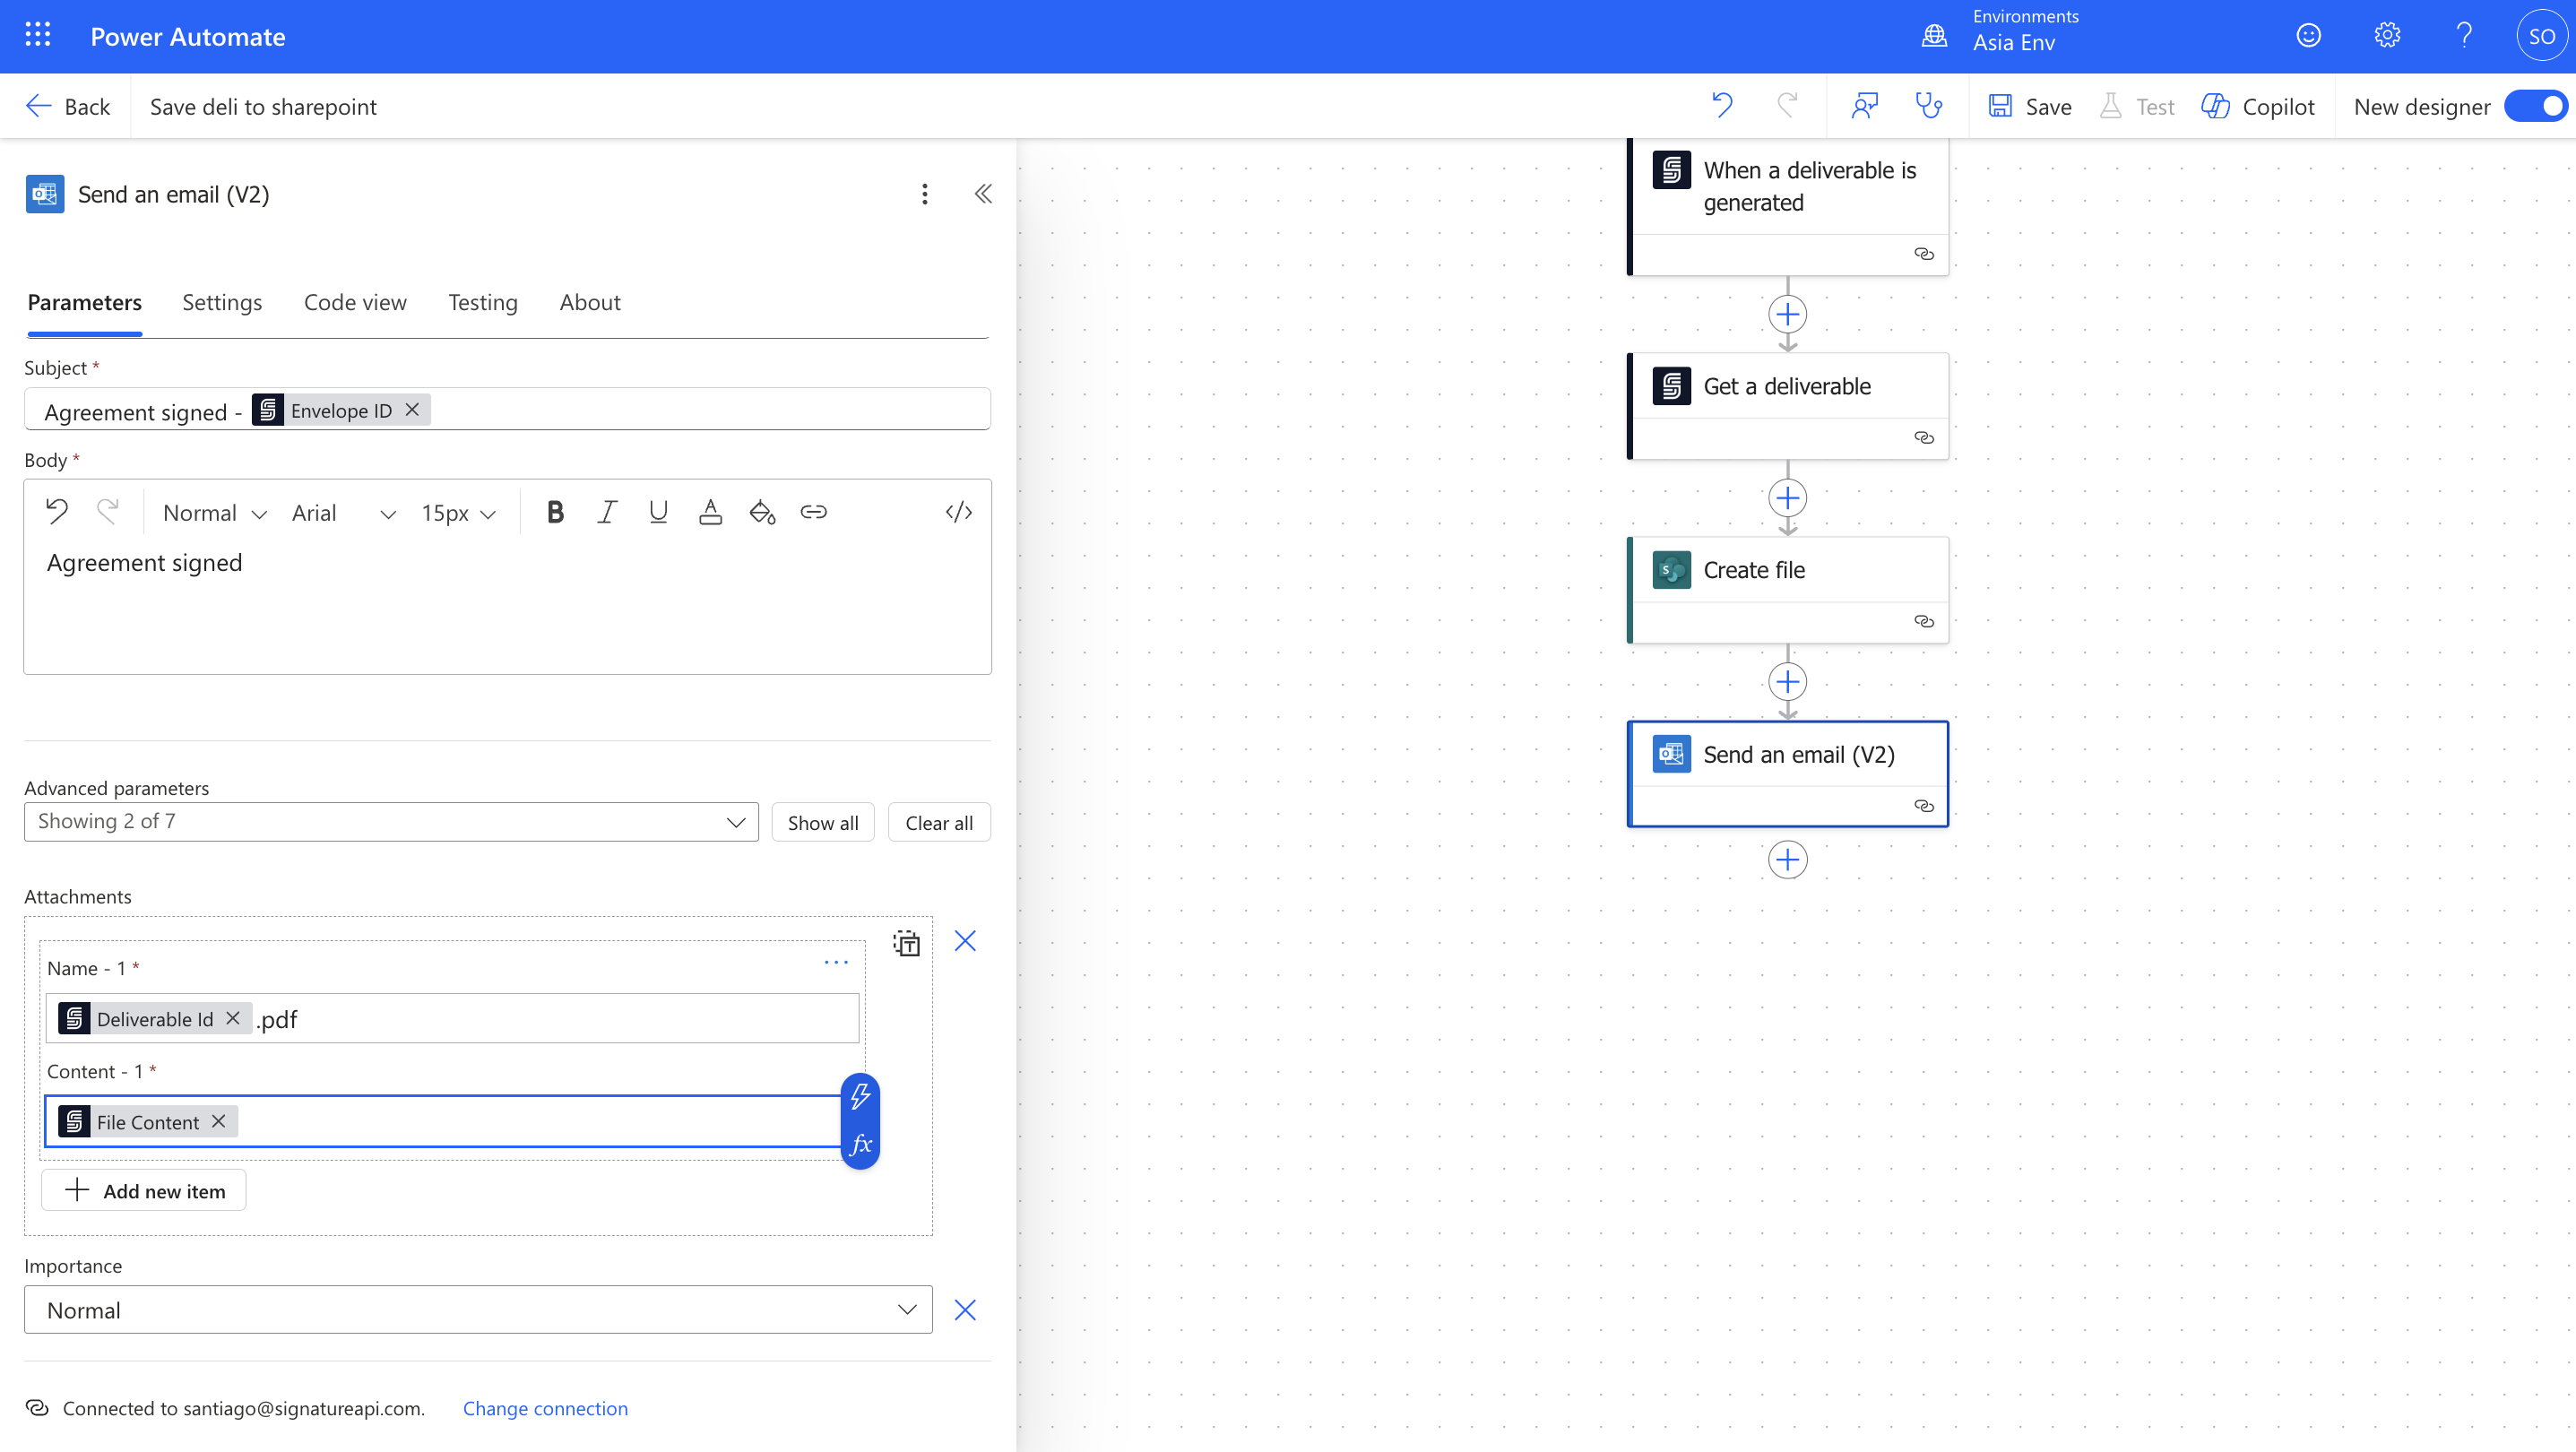 Power Automate
Environments
Asia Env
SO
Back
Save deli to sharepoint
Save
Test
Copilot
New designer
Send an email (V2)
Parameters
Settings
Code view
Testing
About
Subject *
Agreement signed - Envelope ID
Body *
Normal
Arial
15px
Agreement signed
Advanced parameters
Showing 2 of 7
Show all
Clear all
Attachments
Name - 1 *
Deliverable Id .pdf
Content - 1 *
File Content
fx
Add new item
Importance
Normal
Connected to santiago@signatureapi.com.
Change connection
When a deliverable is
generated
Get a deliverable
Create file
Send an email (V2)